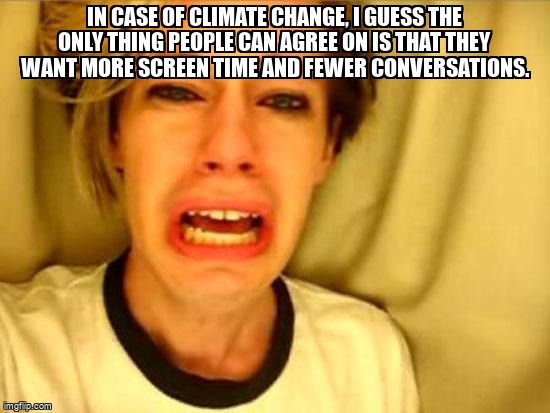 IN CASE OF CLIMATE CHANGE, I GUESS THE
ONLY THING PEOPLE CAN AGREE ON IS THAT THEY
WANT MORE SCREEN TIME AND FEWER CONVERSATIONS.
imgflip.com